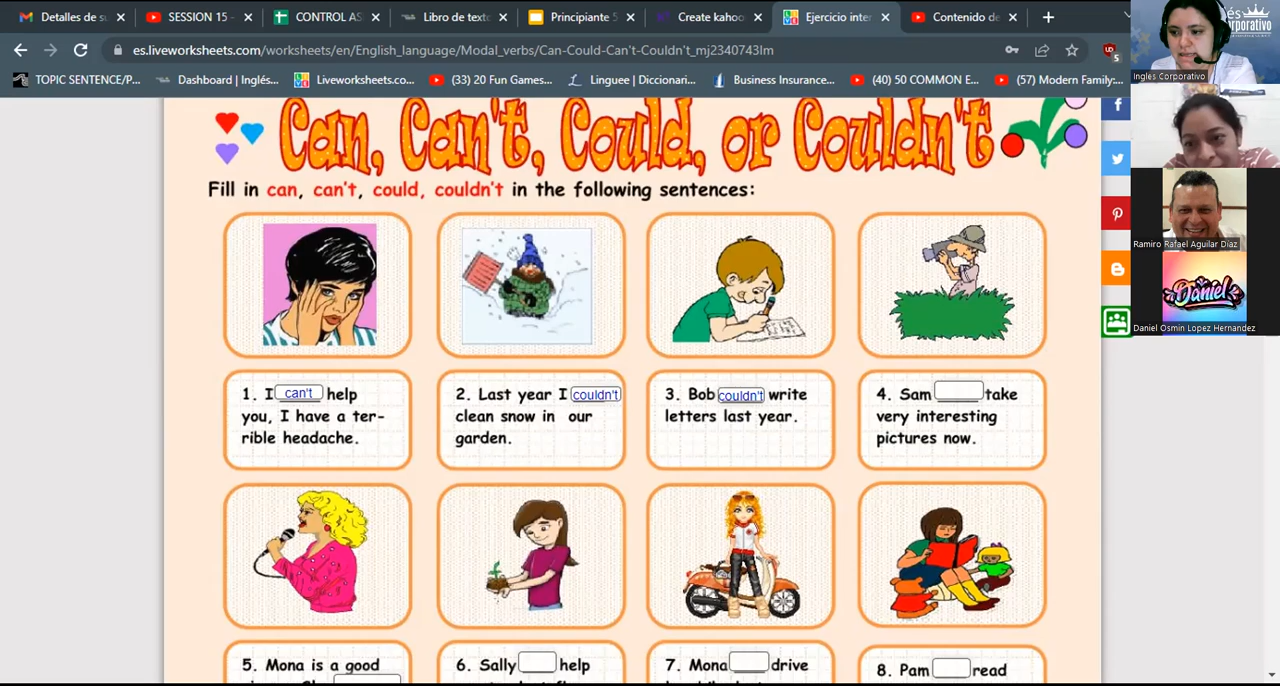 Detalles de su
SESSION 15 -
CONTROL AS
Libro de texto
Principiante 5
Create kahoo
Ejercicio inter
Contenido de
es.liveworksheets.com/worksheets/en/English_language/Modal_verbs/Can-Could-Can't-Couldn't_mj2340743lm
5
TOPIC SENTENCE/P...
Dashboard | Inglés...
Liveworksheets.co...
(33) 20 Fun Games...
Linguee | Diccionari...
Business Insurance...
(40) 50 COMMON E...
(57) Modern Family:...
Ingles Corporativo
Ramiro Rafael Aguilar Díaz
Daniel
Daniel Osmin Lopez Hernandez
Can, Can't, Could, or Couldn't
Fill in can, can't, could, couldn't in the following sentences:
1. I can't help
you, I have a ter-
rible headache.
2. Last year I couldn't
clean snow in our
garden.
3. Bob couldn't write
letters last year.
4. Sam take
very interesting
pictures now.
5. Mona is a good
6. Sally help
7. Mona drive
8. Pam read